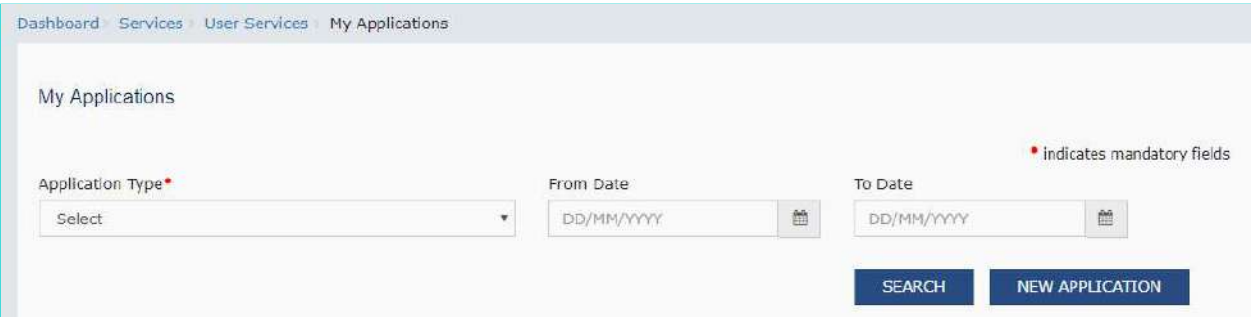 Dashboard Services User Services My Applications
My Applications
• indicates mandatory fields
Application Type• From Date To Date
Select DD/MM/YYYY DD/MM/YYYY
SEARCH NEW APPLICATION